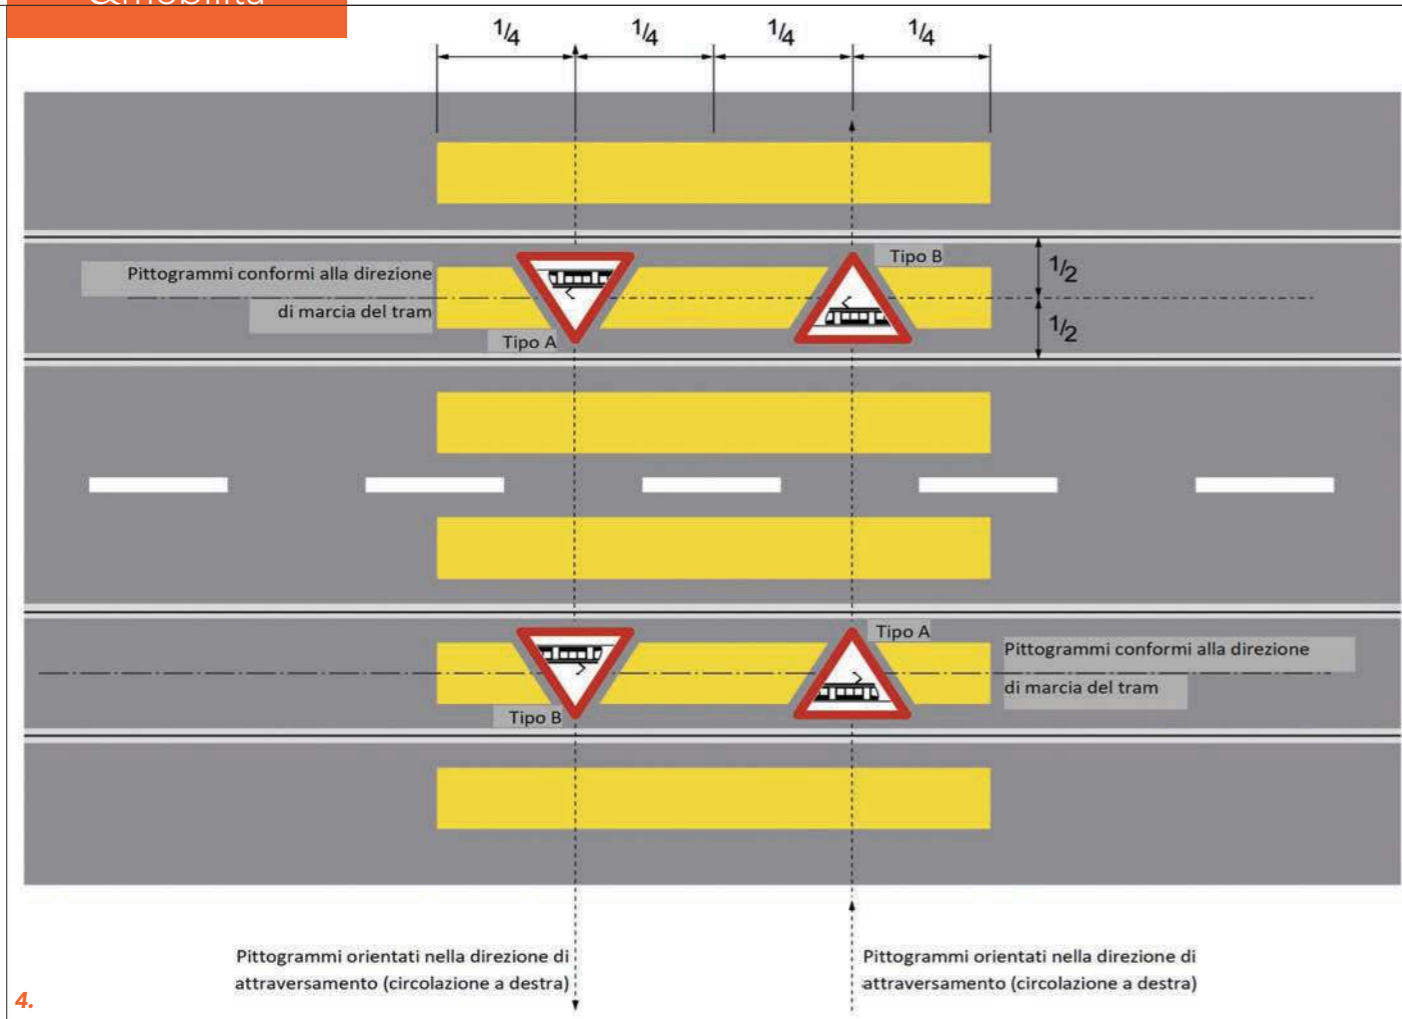 &mobilità
1/4 1/4 1/4 1/4
Tipo B
Pittogrammi conformi alla direzione
di marcia del tram
1/2
1/2
Tipo A
Tipo A
Pittogrammi conformi alla direzione
di marcia del tram
Tipo B
Pittogrammi orientati nella direzione di
attraversamento (circolazione a destra)
Pittogrammi orientati nella direzione di
attraversamento (circolazione a destra)
4.